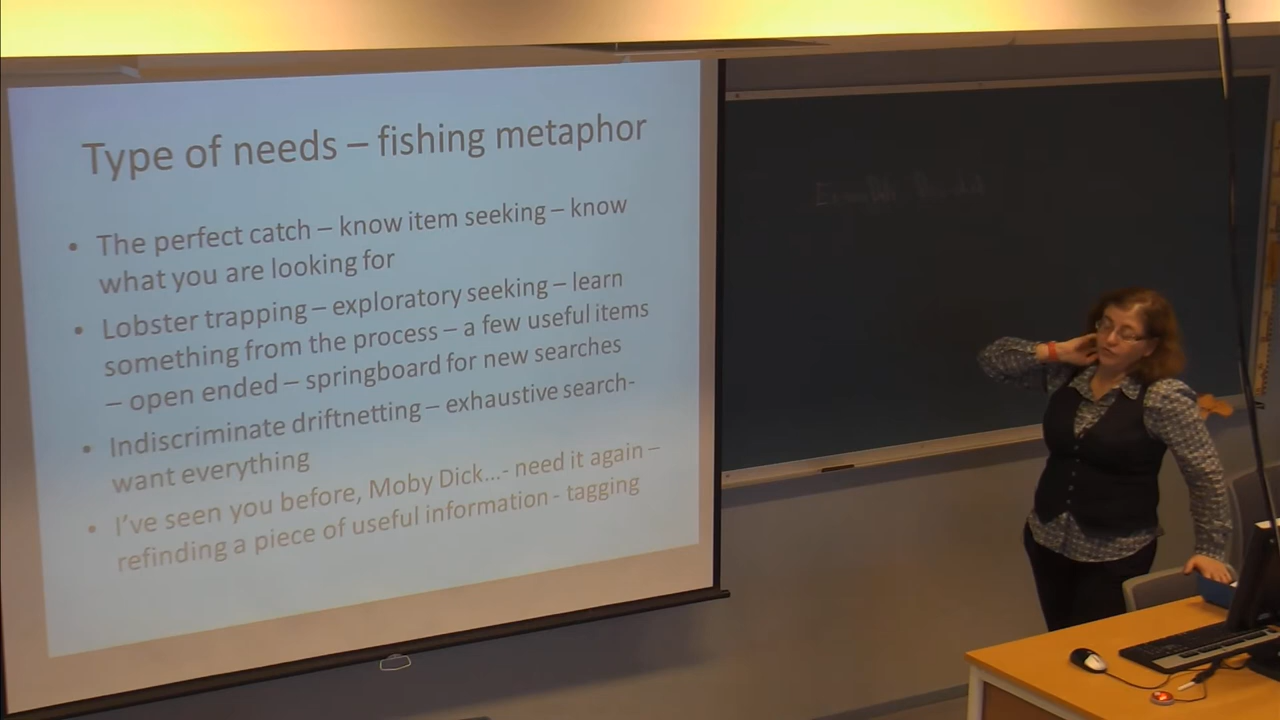 Type of needs – fishing metaphor
• The perfect catch – know item seeking – know
what you are looking for
• Lobster trapping – exploratory seeking – learn
something from the process – a few useful items
– open ended – springboard for new searches
• Indiscriminate driftnetting – exhaustive search-
want everything
• I've seen you before, Moby Dick...- need it again –
refinding a piece of useful information - tagging